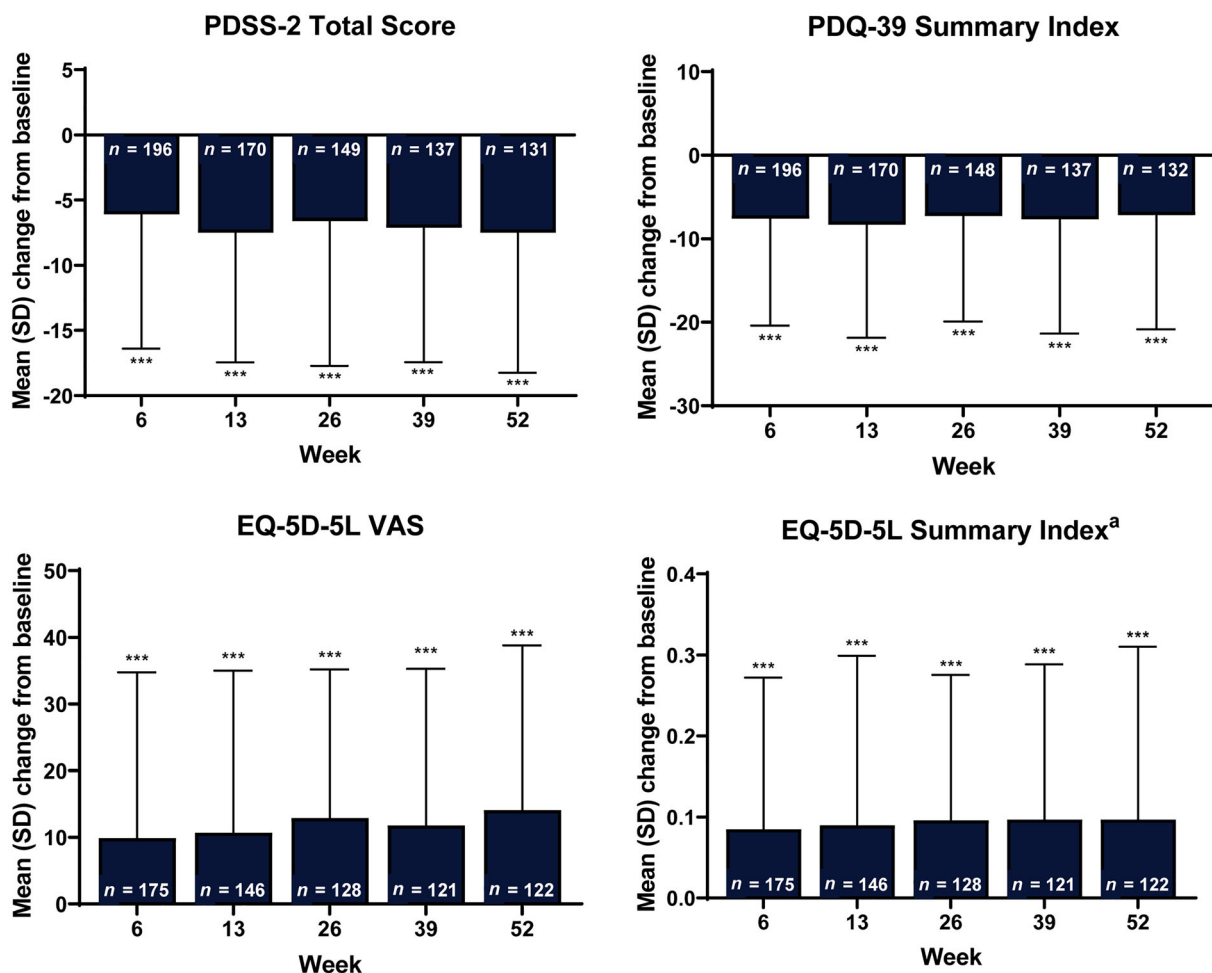 PDSS-2 Total Score
Mean (SD) change from baseline
5
0
-5
-10
-15
-20
n = 196 n = 170 n = 149 n = 137 n = 131
*** *** *** *** ***
6 13 26 39 52
Week
PDQ-39 Summary Index
Mean (SD) change from baseline
10
0
-10
-20
-30
n = 196 n = 170 n = 148 n = 137 n = 132
*** *** *** *** ***
6 13 26 39 52
Week
EQ-5D-5L VAS
Mean (SD) change from baseline
50
40
30
20
10
0
*** *** *** *** ***
n = 175 n = 146 n = 128 n = 121 n = 122
6 13 26 39 52
Week
EQ-5D-5L Summary Indexa
Mean (SD) change from baseline
0.4
0.3
0.2
0.1
0.0
*** *** *** *** ***
n = 175 n = 146 n = 128 n = 121 n = 122
6 13 26 39 52
Week